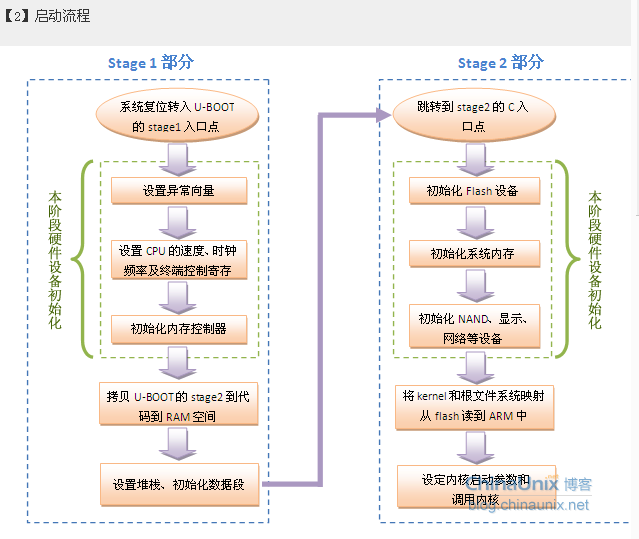 【2】启动流程
Stage 1 部分
系统复位转入 U-BOOT
的 stage1 入口点
本阶段硬件设备初始化
设置异常向量
设置 CPU 的速度、时钟
频率及终端控制寄存
初始化内存控制器
拷贝 U-BOOT 的 stage2 到代
码到 RAM 空间
设置堆栈、初始化数据段
Stage 2 部分
跳转到 stage2 的 C 入
口点
初始化 Flash 设备
初始化系统内存
初始化 NAND、显示、
网络等设备
本阶段硬件设备初始化
将 kernel 和根文件系统映射
从 flash 读到 ARM 中
设定内核启动参数和
调用内核
ChinaUnix 博客
blog.chinaunix.net